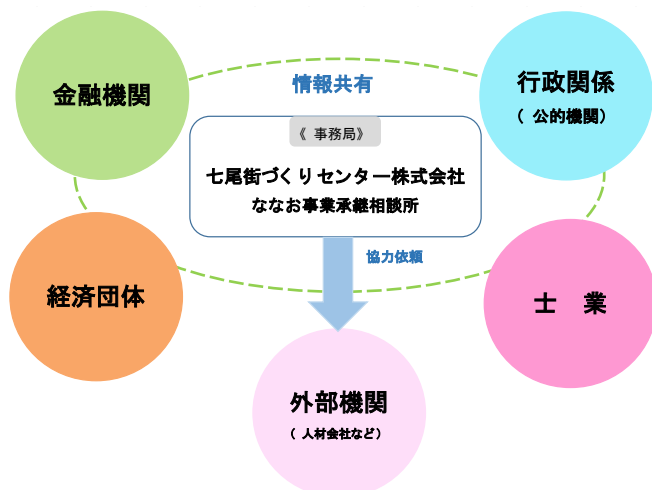 金融機関
情報共有
行政関係
（ 公的機関）
《 事務局》
七尾街づくりセンター株式会社
ななお事業承継相談所
協力依頼
経済団体
士　業
外部機関
（ 人材会社など）